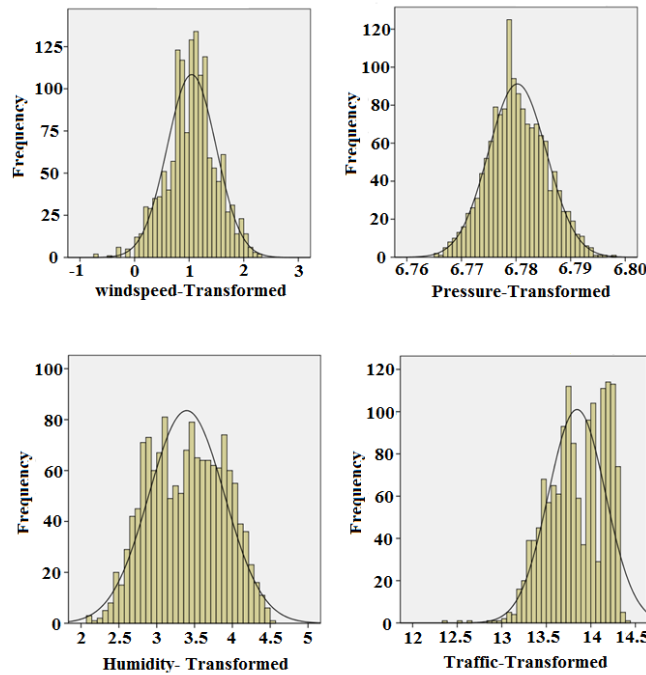 125
100
75
50
25
0
Frequency
-1 0 1 2 3
windspeed-Transformed
120
100
80
60
40
20
0
Frequency
6.76 6.77 6.78 6.79 6.80
Pressure-Transformed
100
80
60
40
20
0
Frequency
2 2.5 3 3.5 4 4.5 5
Humidity- Transformed
120
100
80
60
40
20
0
Frequency
12 12.5 13 13.5 14 14.5
Traffic-Transformed